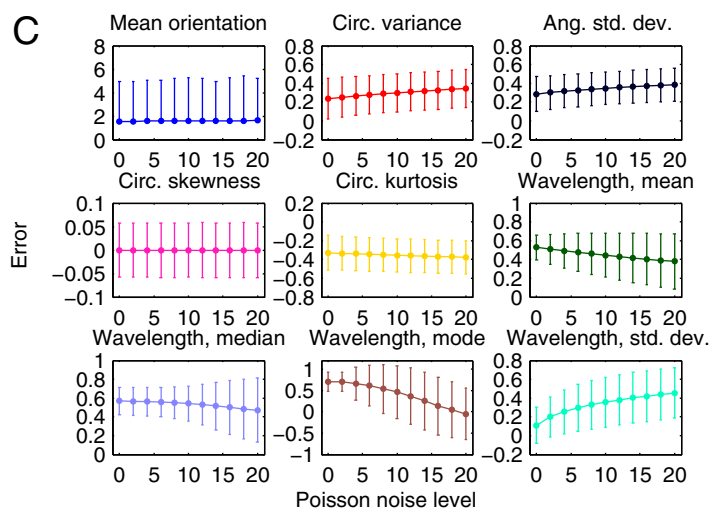 C
Mean orientation Circ. variance Ang. std. dev.
8 0.8 0.8
6 0.6 0.6
4 0.4 0.4
2 0.2 0.2
0 0 0
−0.2 −0.2
0 5 10 15 20 0 5 10 15 20 0 5 10 15 20
Circ. skewness Circ. kurtosis Wavelength, mean
0.1 0.2 1
0.05 0 0.8
0 −0.2 0.6
−0.05 −0.4 0.4
−0.1 −0.6 0.2
−0.8 0
Error
0 5 10 15 20 0 5 10 15 20 0 5 10 15 20
Wavelength, median Wavelength, mode Wavelength, std. dev.
1 1 0.8
0.8 0.5 0.6
0.6 0 0.4
0.4 −0.5 0.2
0.2 −1 0
0 −0.2
0 5 10 15 20 0 5 10 15 20 0 5 10 15 20
Poisson noise level